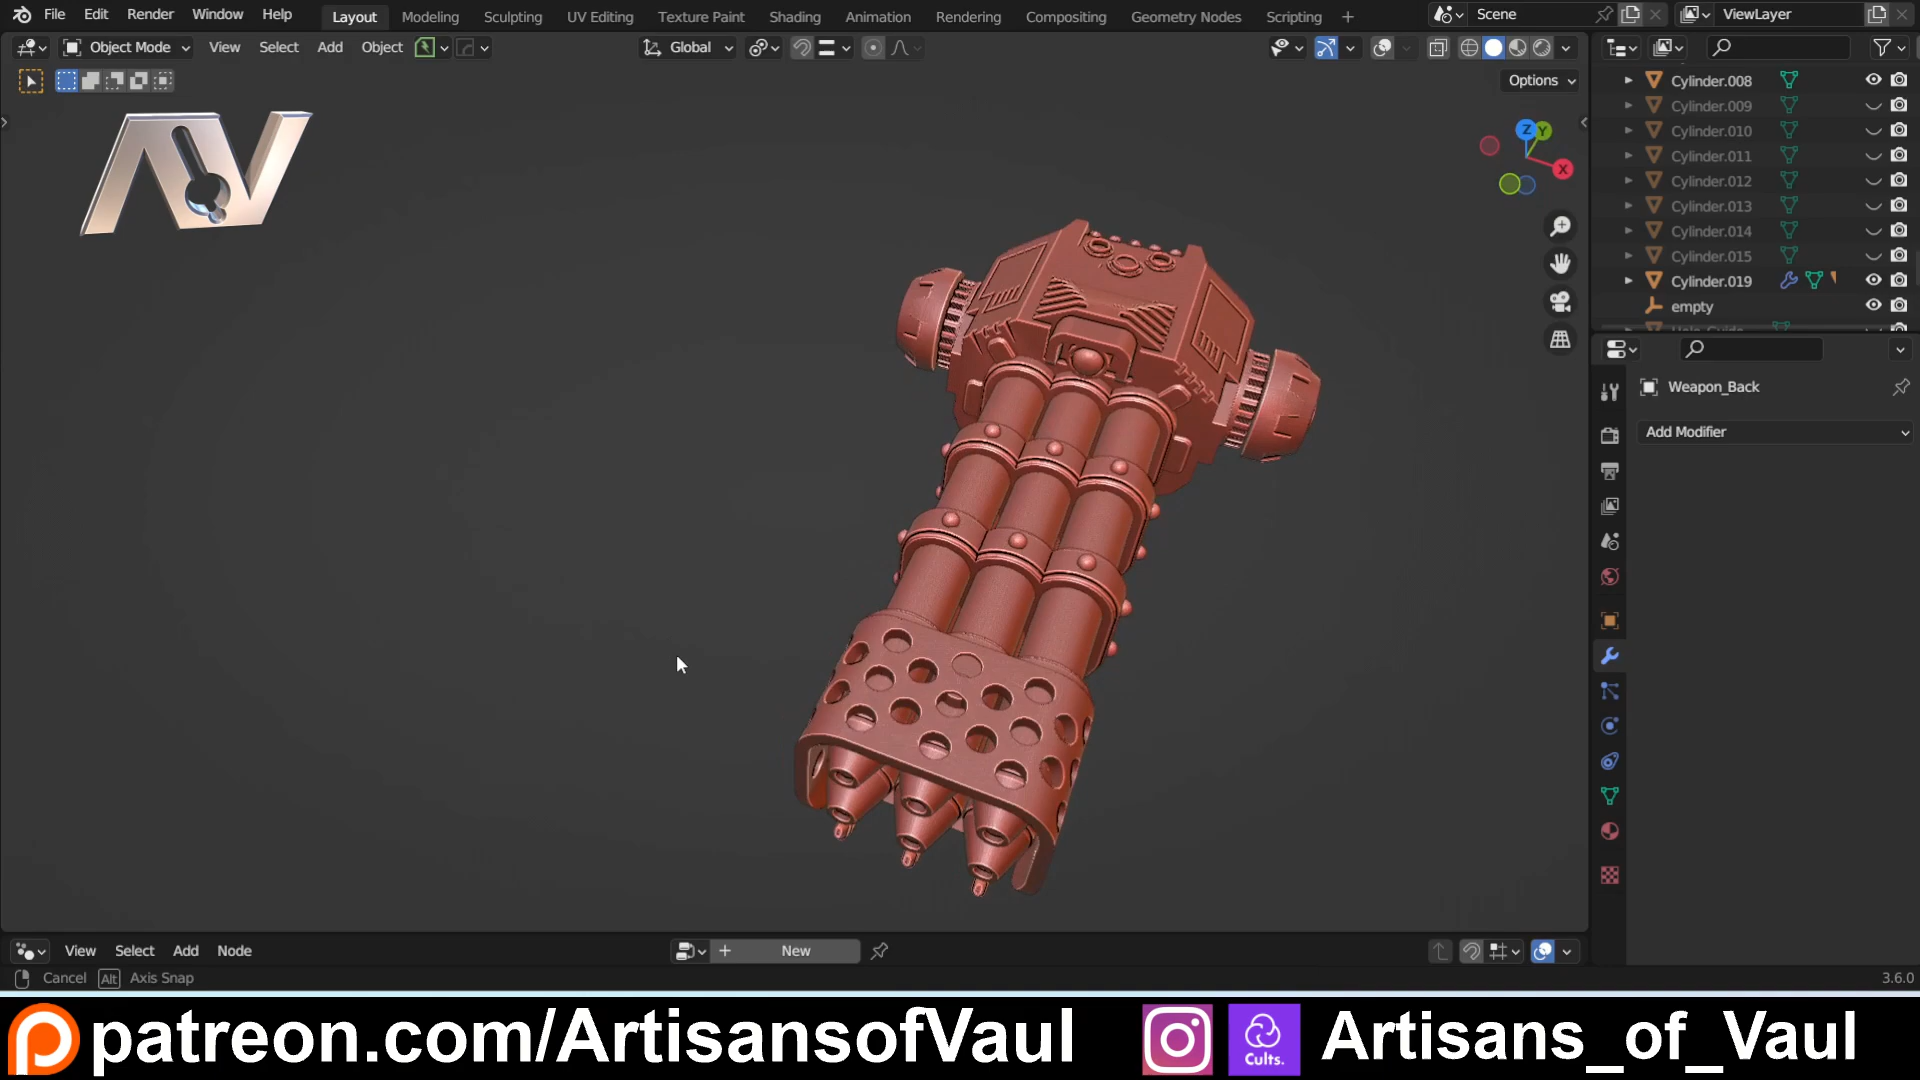 File Edit Render Window Help Layout Modeling Sculpting UV Editing Texture Paint Shading Animation Rendering Compositing Geometry Nodes Scripting + Scene ViewLayer
Object Mode View Select Add Object Global
Options
AV
Cylinder.008
Cylinder.009
Cylinder.010
Cylinder.011
Cylinder.012
Cylinder.013
Cylinder.014
Cylinder.015
Cylinder.019
empty
Z Y
X
Weapon_Back
Add Modifier
View Select Add Node + New
Cancel Alt Axis Snap 3.6.0
patreon.com/ArtisansofVaul Cults. Artisans_of_Vaul